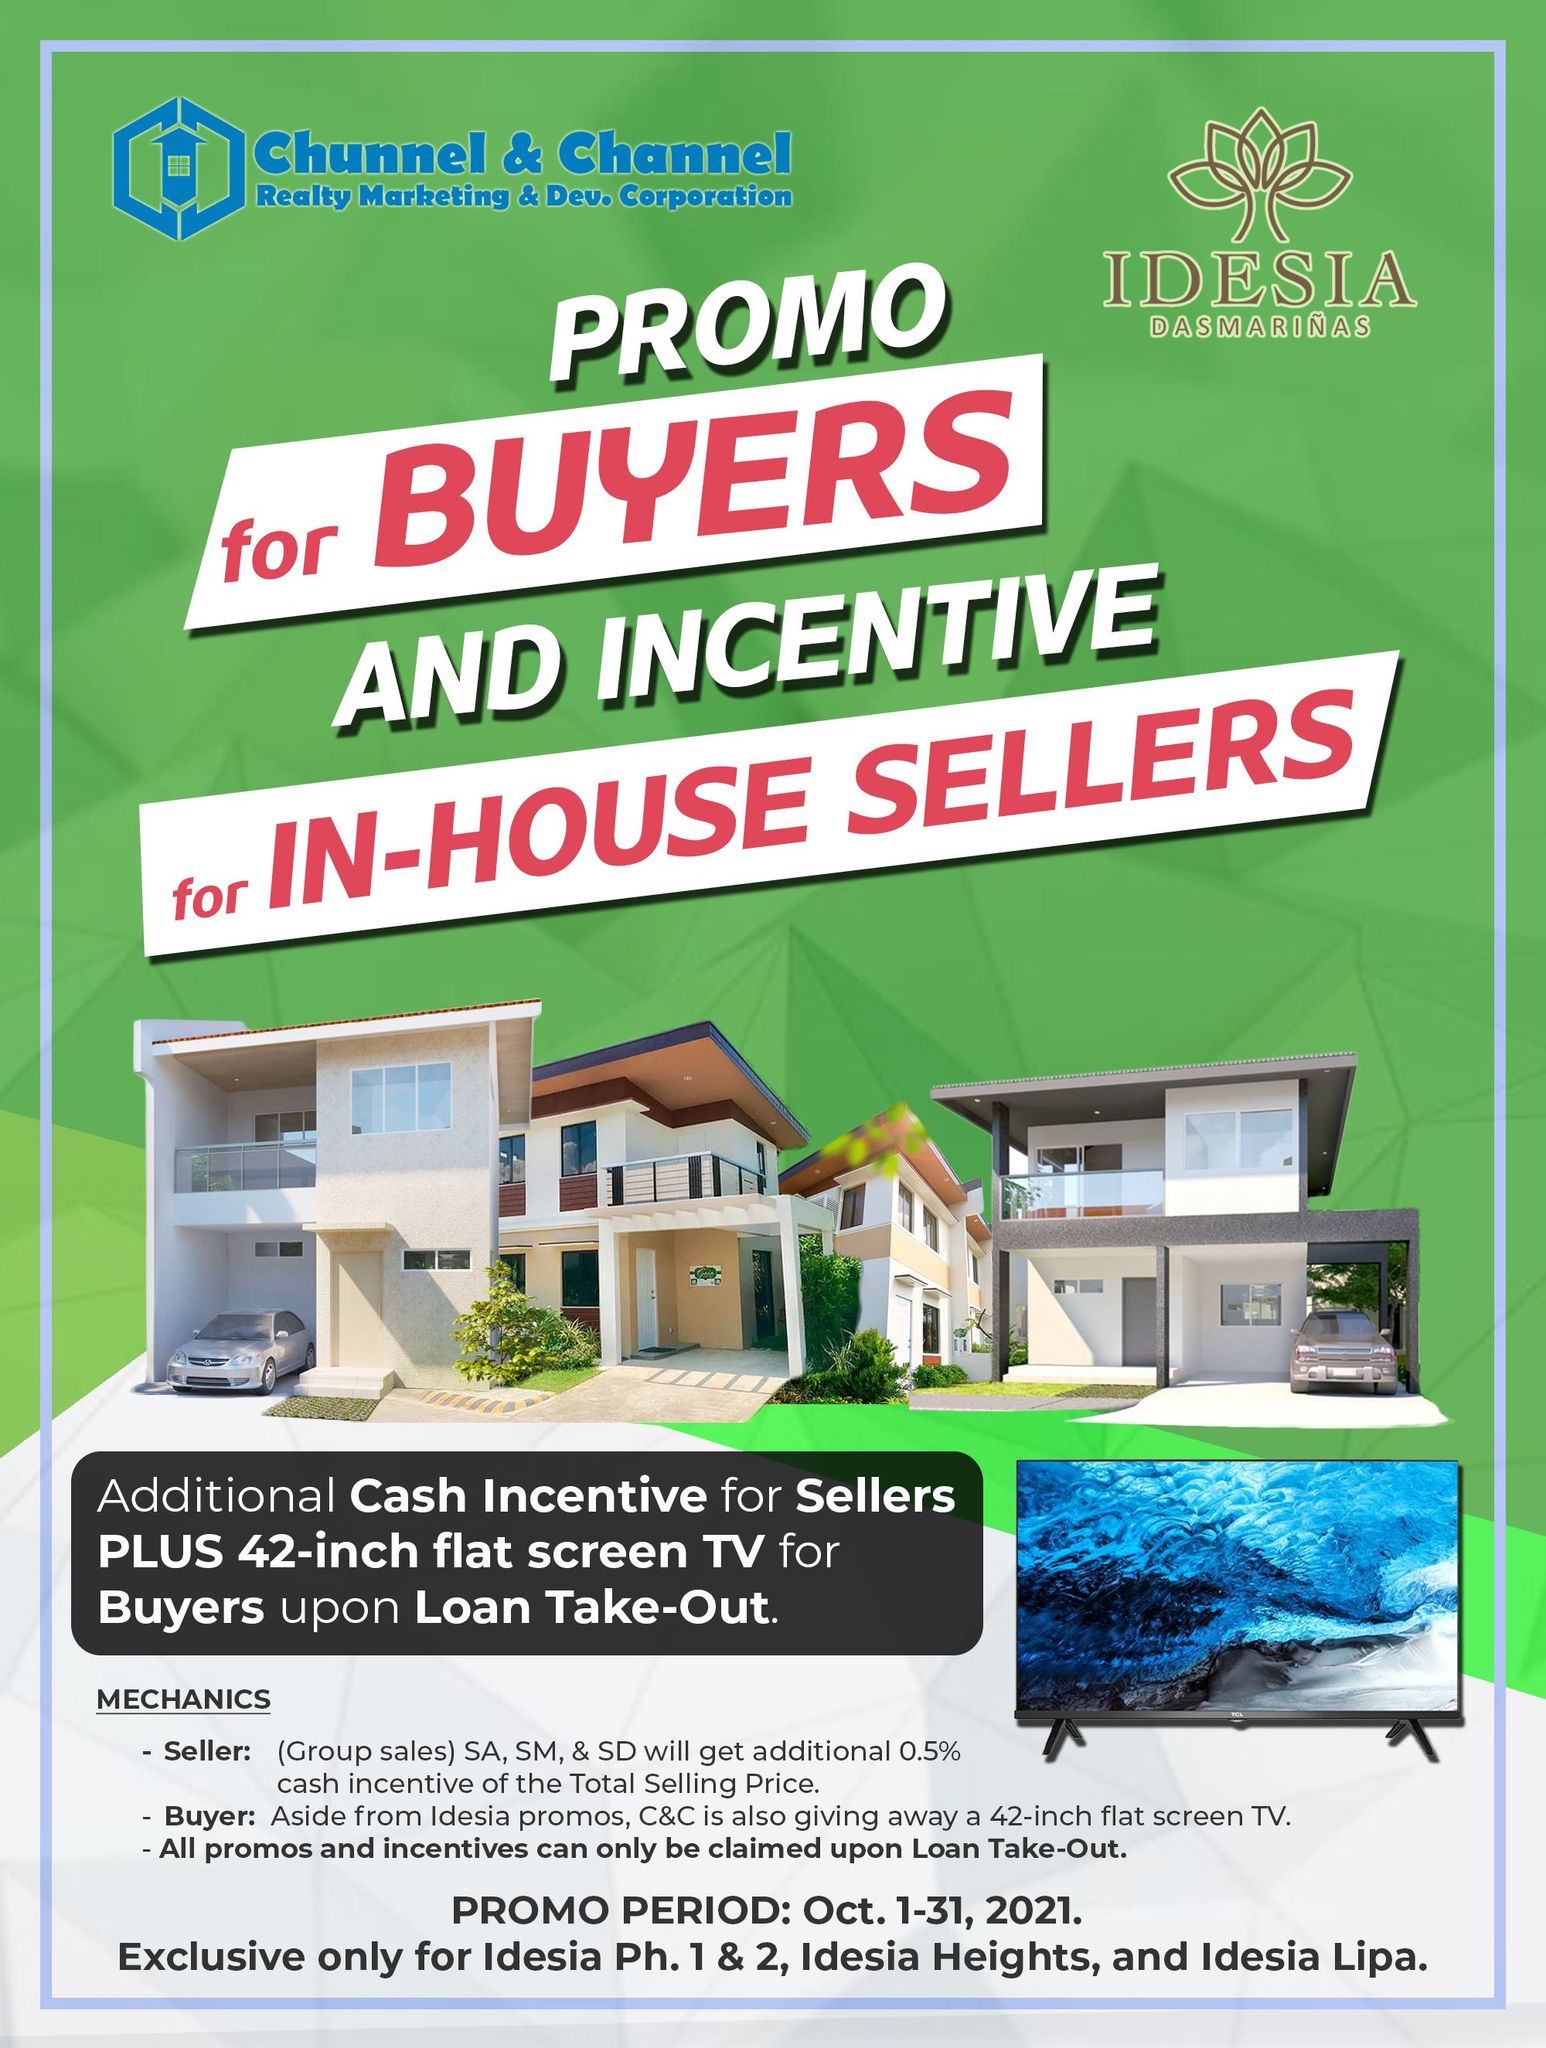 Chunnel & Channel
Realty Marketing & Dev. Corporation
IDESIA
DASMARIÑAS
PROMO
for BUYERS
AND INCENTIVE
for IN-HOUSE SELLERS
Additional Cash Incentive for Sellers
PLUS 42-inch flat screen TV for
Buyers upon Loan Take-Out.
TCL
MECHANICS
- Seller: (Group sales) SA, SM, & SD will get additional 0.5%
cash incentive of the Total Selling Price.
- Buyer: Aside from Idesia promos, C&C is also giving away a 42-inch flat screen TV.
- All promos and incentives can only be claimed upon Loan Take-Out.
PROMO PERIOD: Oct. 1-31, 2021.
Exclusive only for Idesia Ph. 1 & 2, Idesia Heights, and Idesia Lipa.